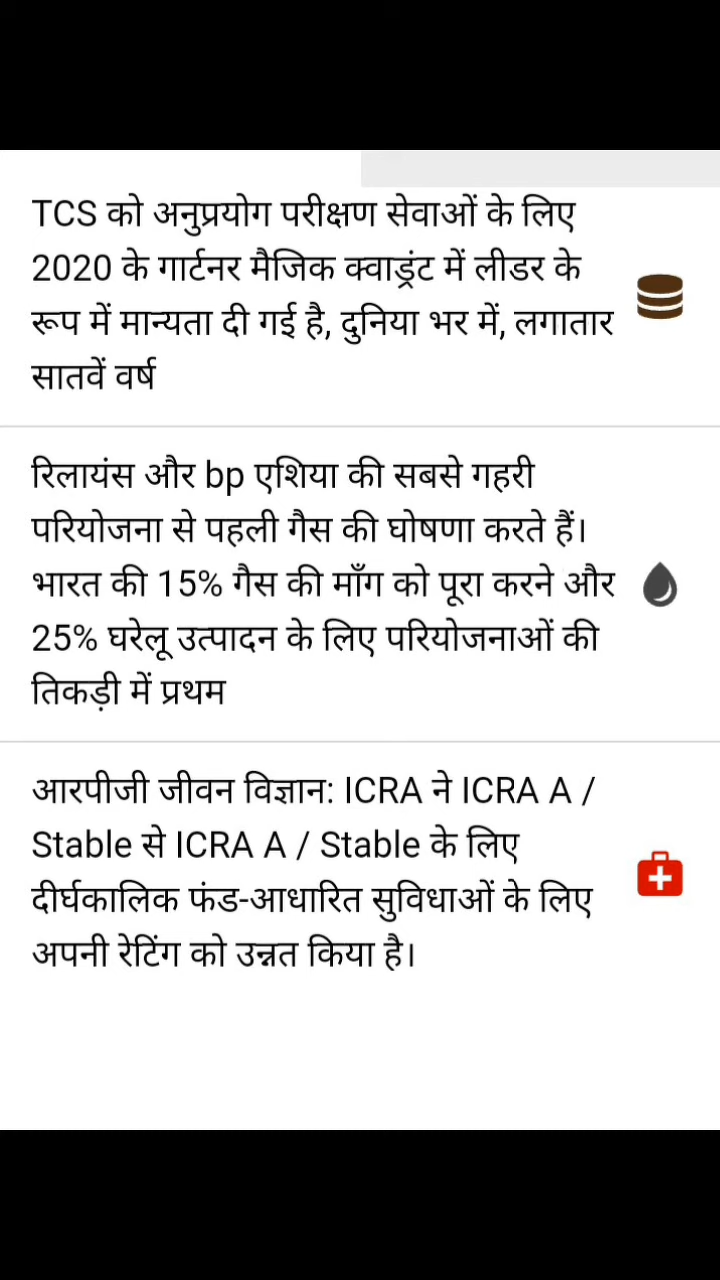 TCS को अनुप्रयोग परीक्षण सेवाओं के लिए
2020 के गार्टनर मैजिक क्वाड्रंट में लीडर के
रूप में मान्यता दी गई है, दुनिया भर में, लगातार
सातवें वर्ष
रिलायंस और bp एशिया की सबसे गहरी
परियोजना से पहली गैस की घोषणा करते हैं।
भारत की 15% गैस की माँग को पूरा करने और
25% घरेलू उत्पादन के लिए परियोजनाओं की
तिकड़ी में प्रथम
आरपीजी जीवन विज्ञान: ICRA ने ICRA A /
Stable से ICRA A / Stable के लिए
दीर्घकालिक फंड-आधारित सुविधाओं के लिए
अपनी रेटिंग को उन्नत किया है।